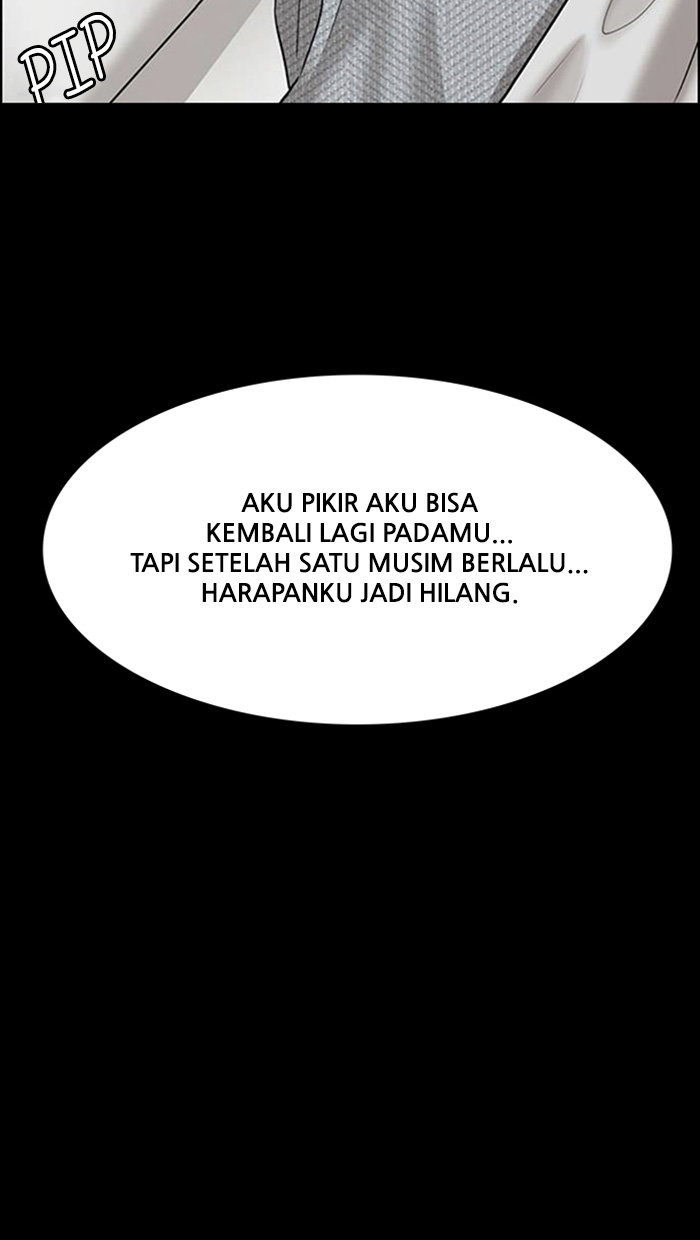 PIP
AKU PIKIR AKU BISA
KEMBALI LAGI PADAMU...
TAPI SETELAH SATU MUSIM BERLALU...
HARAPANKU JADI HILANG.